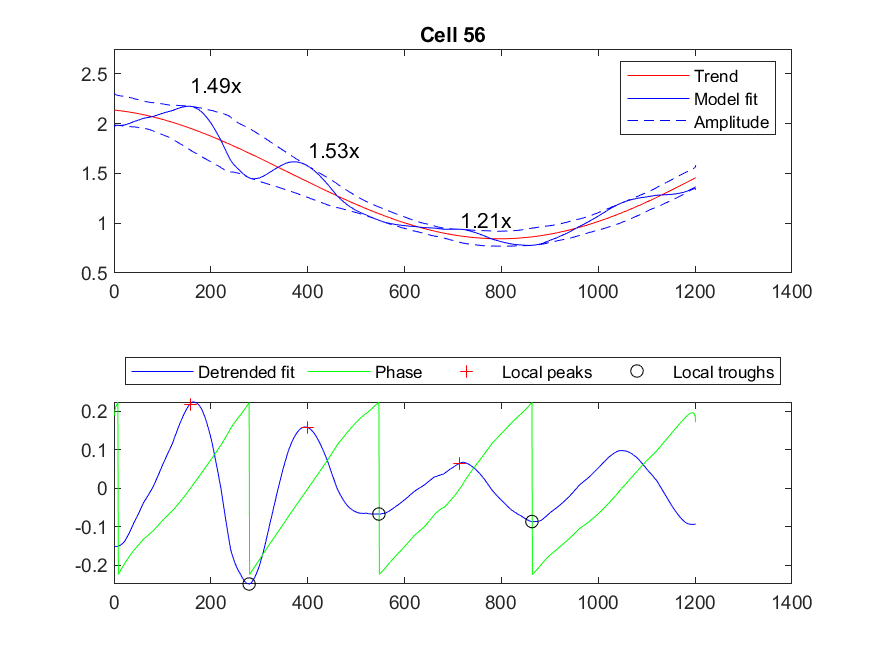 Cell 56
2.5
2
1.5
1
0.5
1.49x
1.53x
1.21x
Trend
Model fit
Amplitude
0 200 400 600 800 1000 1200 1400
Detrended fit Phase Local peaks Local troughs
0.2
0.1
0
-0.1
-0.2
0 200 400 600 800 1000 1200 1400